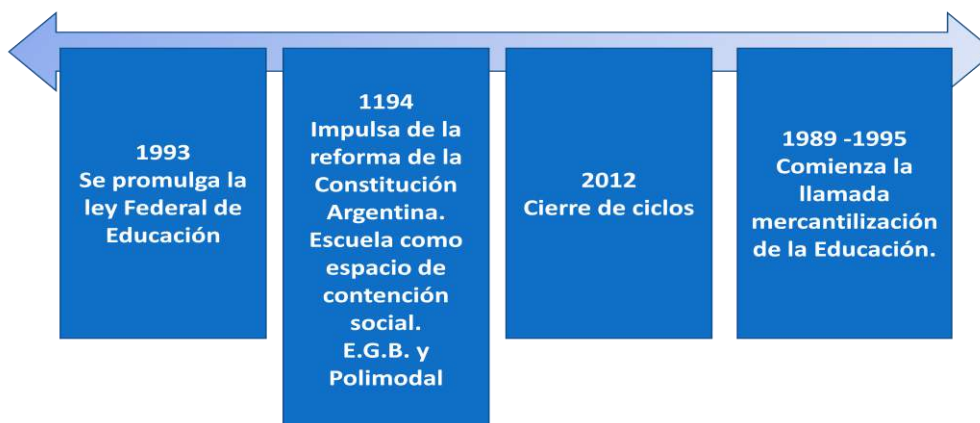 1993
Se promulga la
ley Federal de
Educación
1194
Impulsa de la
reforma de la
Constitución
Argentina.
Escuela como
espacio de
contención
social.
E.G.B. y
Polimodal
2012
Cierre de ciclos
1989 -1995
Comienza la
llamada
mercantilización
de la Educación.